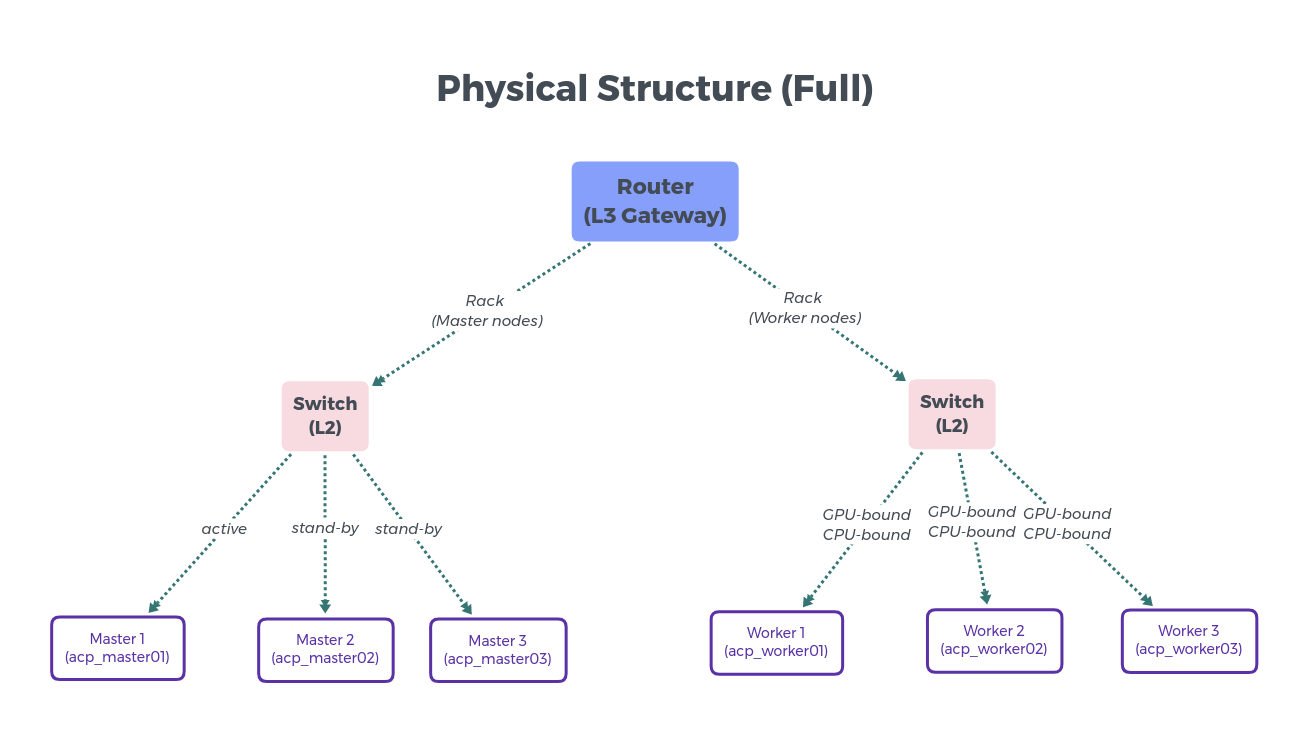 Physical Structure (Full)
Router
(L3 Gateway)
Rack
(Master nodes)
Rack
(Worker nodes)
Switch
(L2)
Switch
(L2)
active
stand-by
stand-by
GPU-bound
CPU-bound
GPU-bound
CPU-bound
GPU-bound
CPU-bound
Master 1
(acp_master01)
Master 2
(acp_master02)
Master 3
(acp_master03)
Worker 1
(acp_worker01)
Worker 2
(acp_worker02)
Worker 3
(acp_worker03)